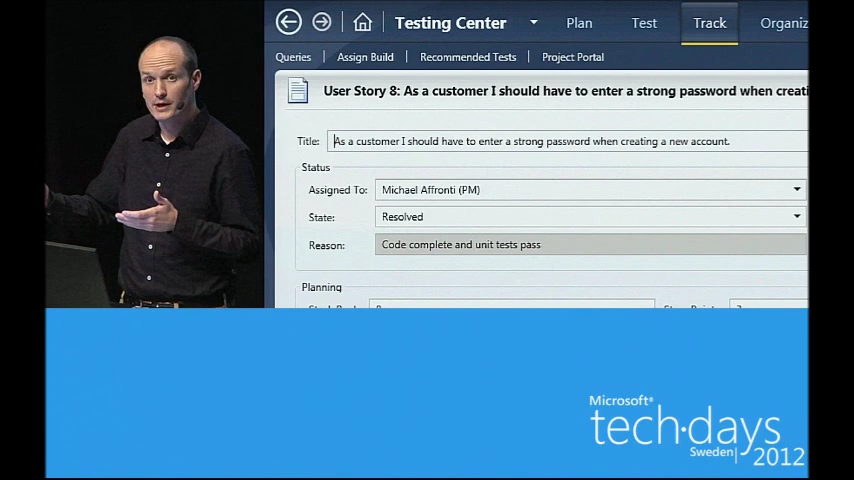 Testing Center
Plan
Test
Track
Queries
Assign Build
Recommended Tests
Project Portal
User Story 8: As a customer I should have to enter a strong password when
Title: As a customer I should have to enter a strong password when creating a new account.
Status
Assigned To: Michael Affronti (PM)
State: Resolved
Reason: Code complete and unit tests pass
Planning
Microsoft®
tech·days
Sweden|
2012